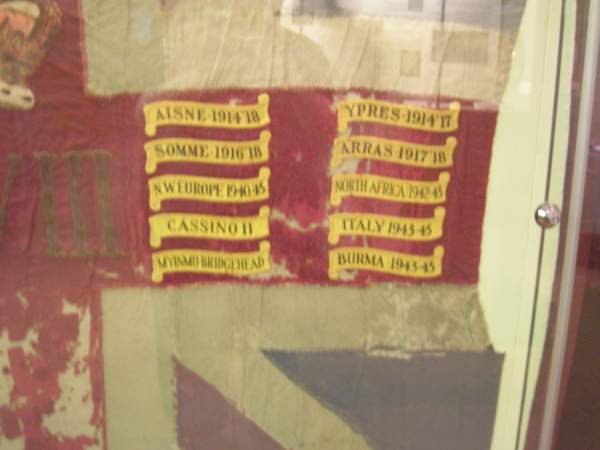 AISNE·1914'18
SOMME·1916'18
N.W.EUROPE 1940·45
CASSINO II
MYINMU BRIDGEHEAD
YPRES·1914'17
ARRAS·1917'18
NORTH AFRICA 1942·43
ITALY 1943·45
BURMA·1943·45